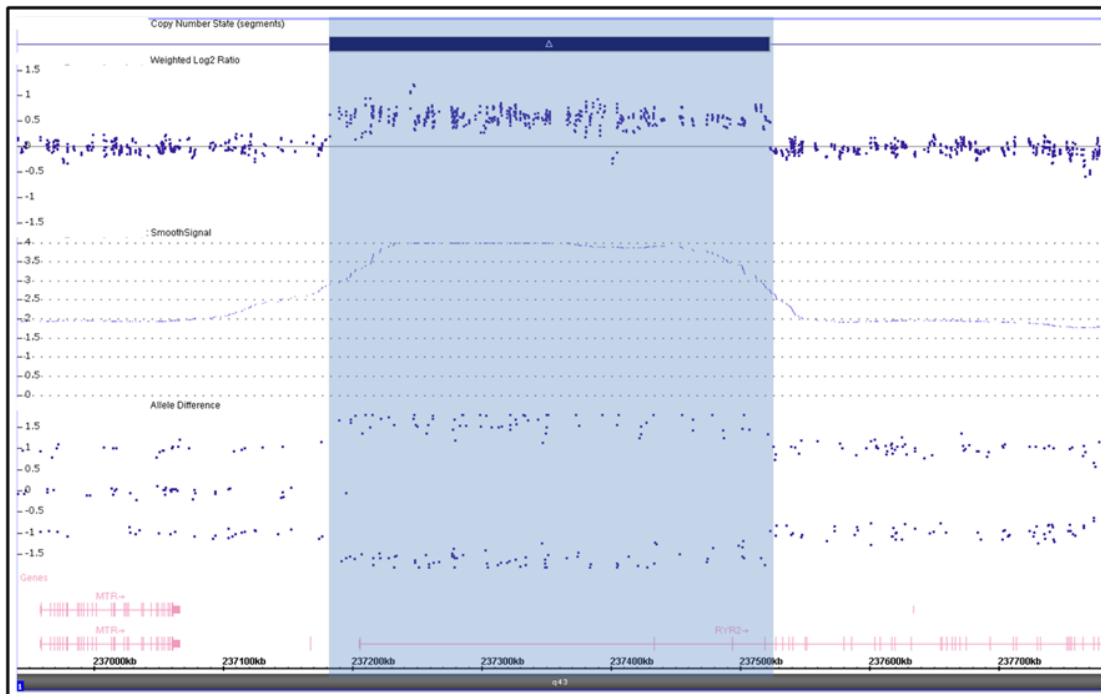 Copy Number State (segments)
Weighted Log2 Ratio
1.5
1
0.5
0
-0.5
-1
-1.5
: SmoothSignal
4
3.5
3
2.5
2
1.5
1
0.5
0
Allele Difference
1.5
1
0.5
0
-0.5
-1
-1.5
Genes
MTR→
MTR→ RYR2→
237000kb 237100kb 237200kb 237300kb 237400kb 237500kb 237600kb 237700kb
1 q43